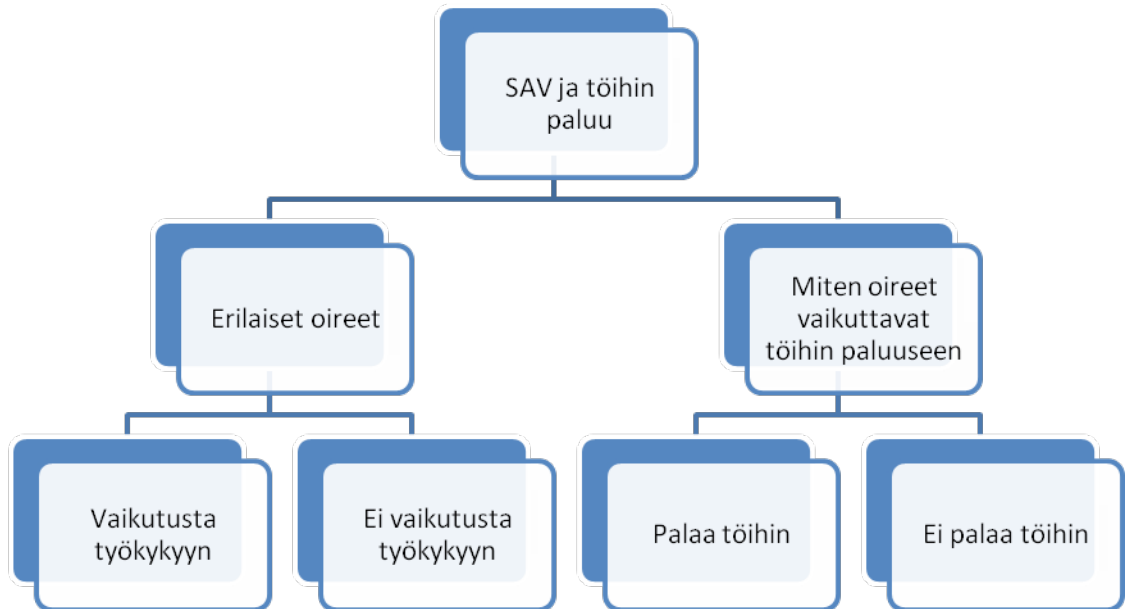 SAV ja töihin
paluu
Erilaiset oireet
Miten oireet
vaikuttavat
töihin paluuseen
Vaikutusta
työkykyyn
Ei vaikutusta
työkykyyn
Palaa töihin
Ei palaa töihin